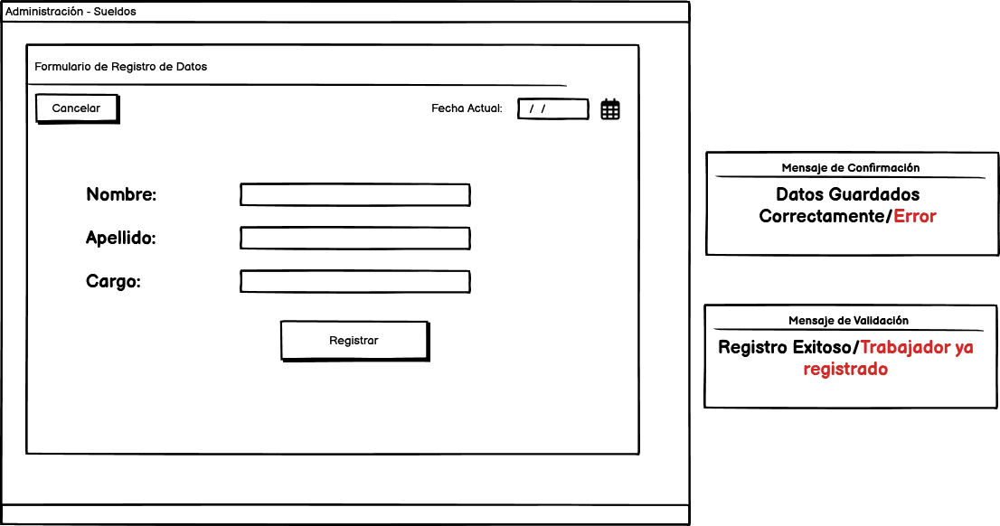 Administración - Sueldos
Formulario de Registro de Datos
Cancelar
Fecha Actual:
/ /
Nombre:
Apellido:
Cargo:
Registrar
Mensaje de Confirmación
Datos Guardados
Correctamente/Error
Mensaje de Validación
Registro Exitoso/Trabajador ya
registrado